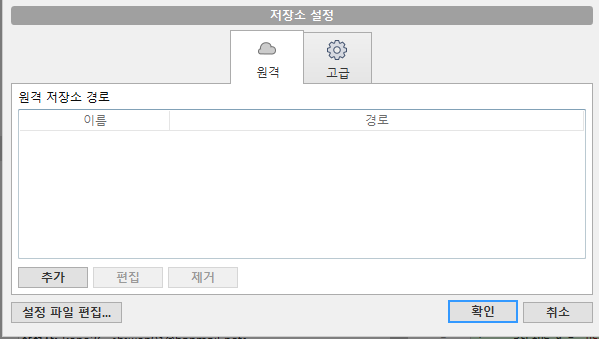 저장소 설정
원격
고급
원격 저장소 경로
이름
경로
추가
편집
제거
설정 파일 편집...
확인
취소